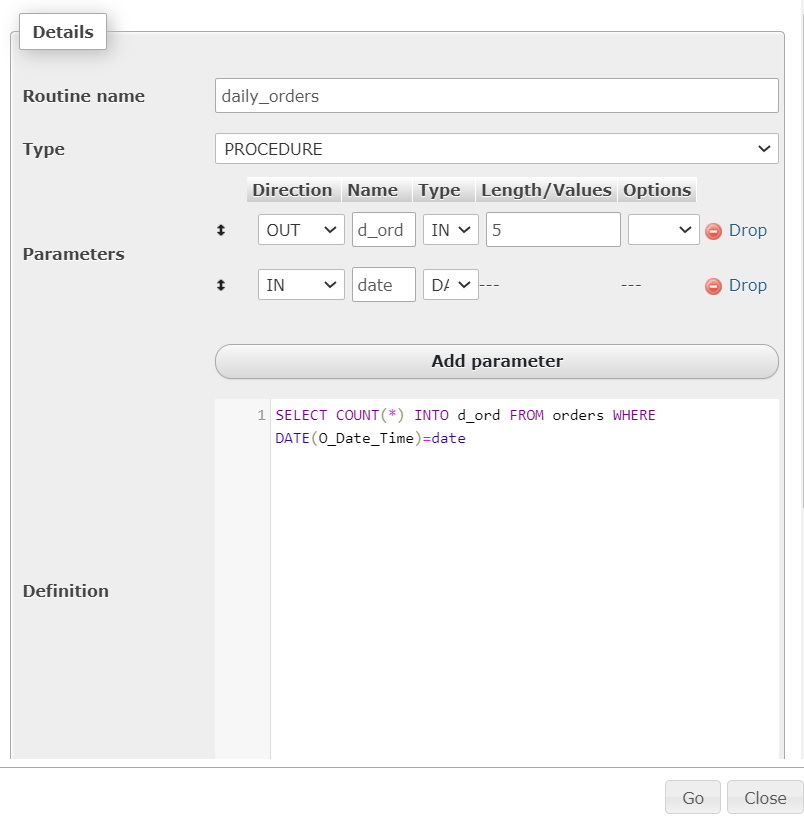 Details
Routine name daily_orders
Type PROCEDURE
Direction Name Type Length/Values Options
OUT d_ord IN 5 Drop
Parameters
IN date DA --- --- Drop
Add parameter
1 SELECT COUNT(*) INTO d_ord FROM orders WHERE
DATE(O_Date_Time)=date
Definition
Go Close